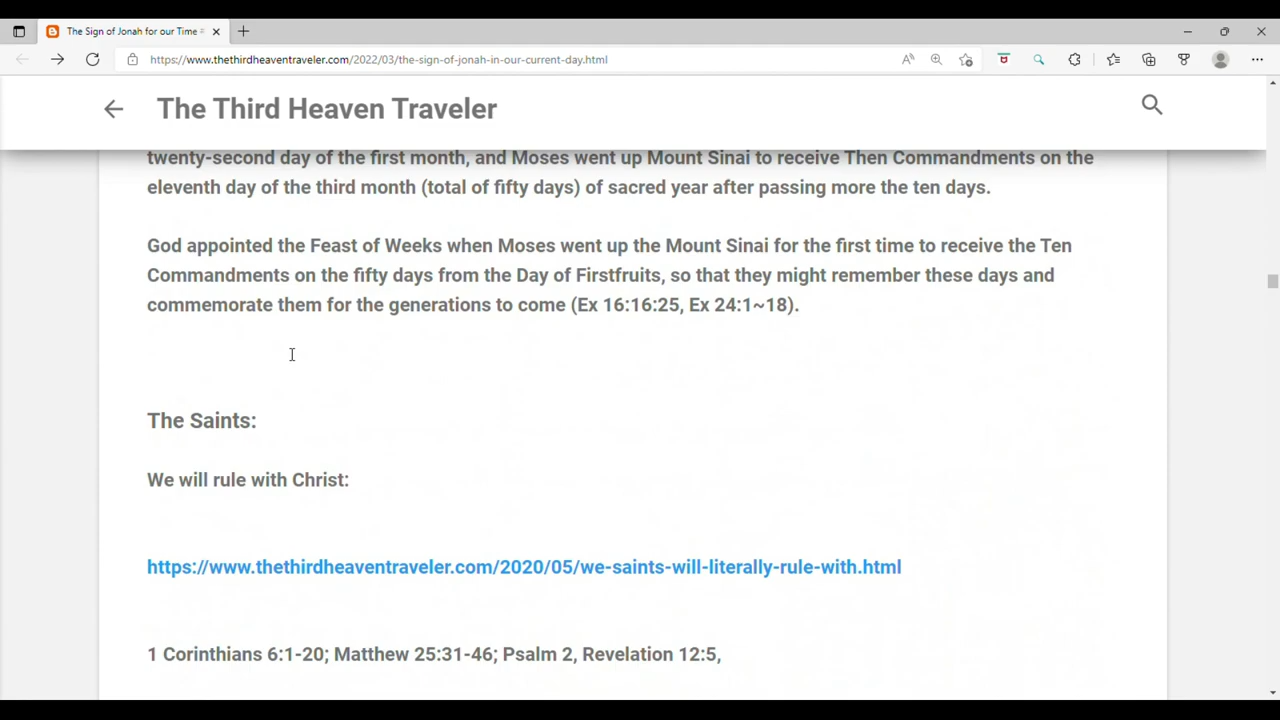 The Sign of Jonah for our Time
https://www.thethirdheaventraveler.com/2022/03/the-sign-of-jonah-in-our-current-day.html
The Third Heaven Traveler
twenty-second day of the first month, and Moses went up Mount Sinai to receive Then Commandments on the
eleventh day of the third month (total of fifty days) of sacred year after passing more the ten days.
God appointed the Feast of Weeks when Moses went up the Mount Sinai for the first time to receive the Ten
Commandments on the fifty days from the Day of Firstfruits, so that they might remember these days and
commemorate them for the generations to come (Ex 16:16:25, Ex 24:1~18).
The Saints:
We will rule with Christ:
https://www.thethirdheaventraveler.com/2020/05/we-saints-will-literally-rule-with.html
1 Corinthians 6:1-20; Matthew 25:31-46; Psalm 2, Revelation 12:5,